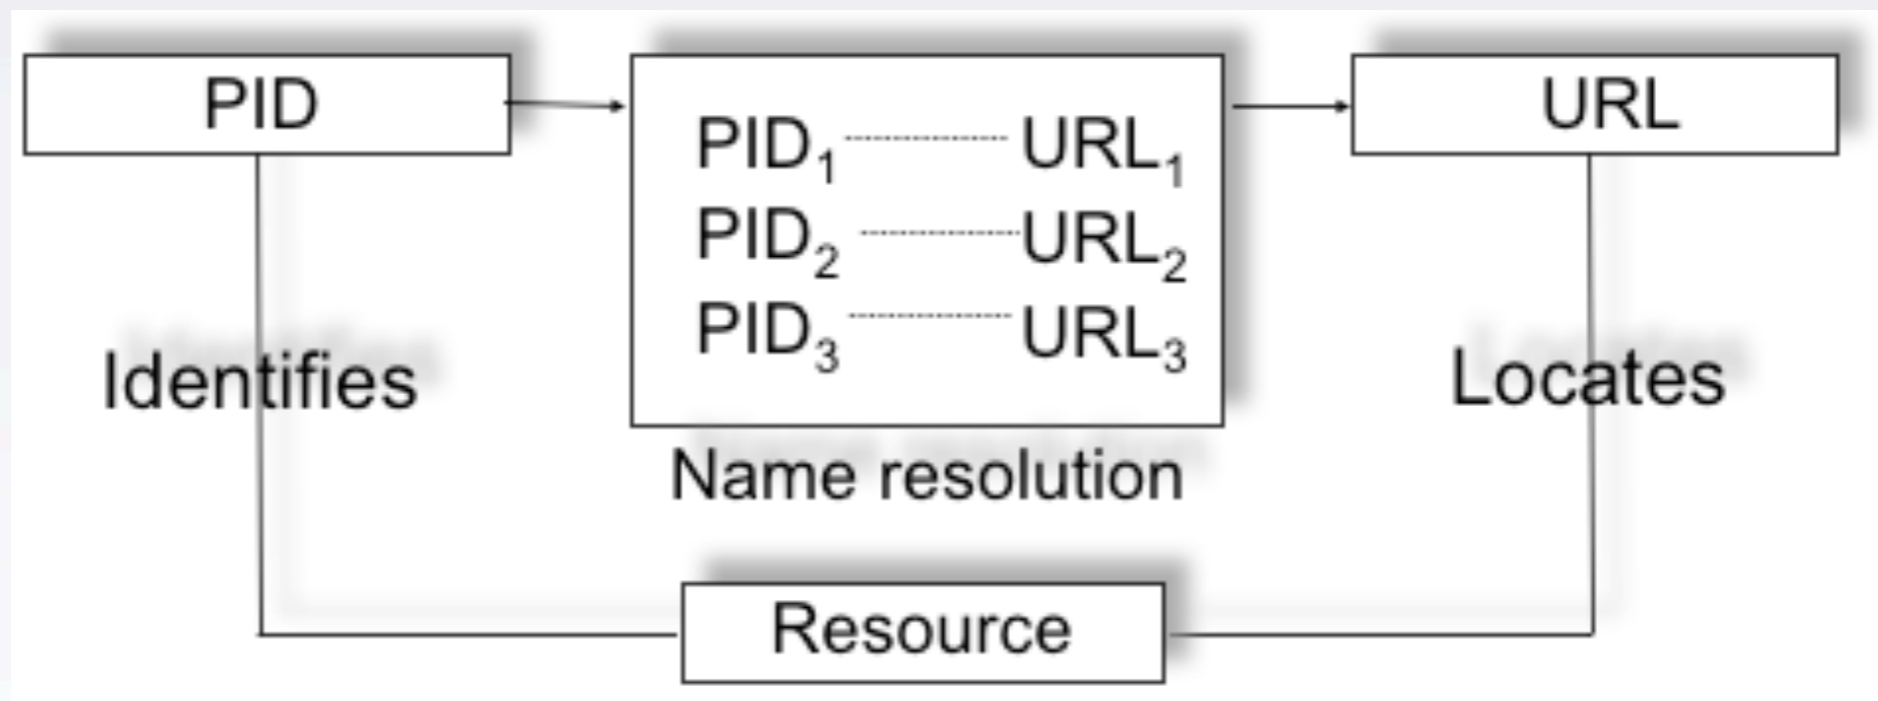 PID
PID₁ URL₁
PID₂ URL₂
PID₃ URL₃
URL
Identifies
Name resolution
Locates
Resource